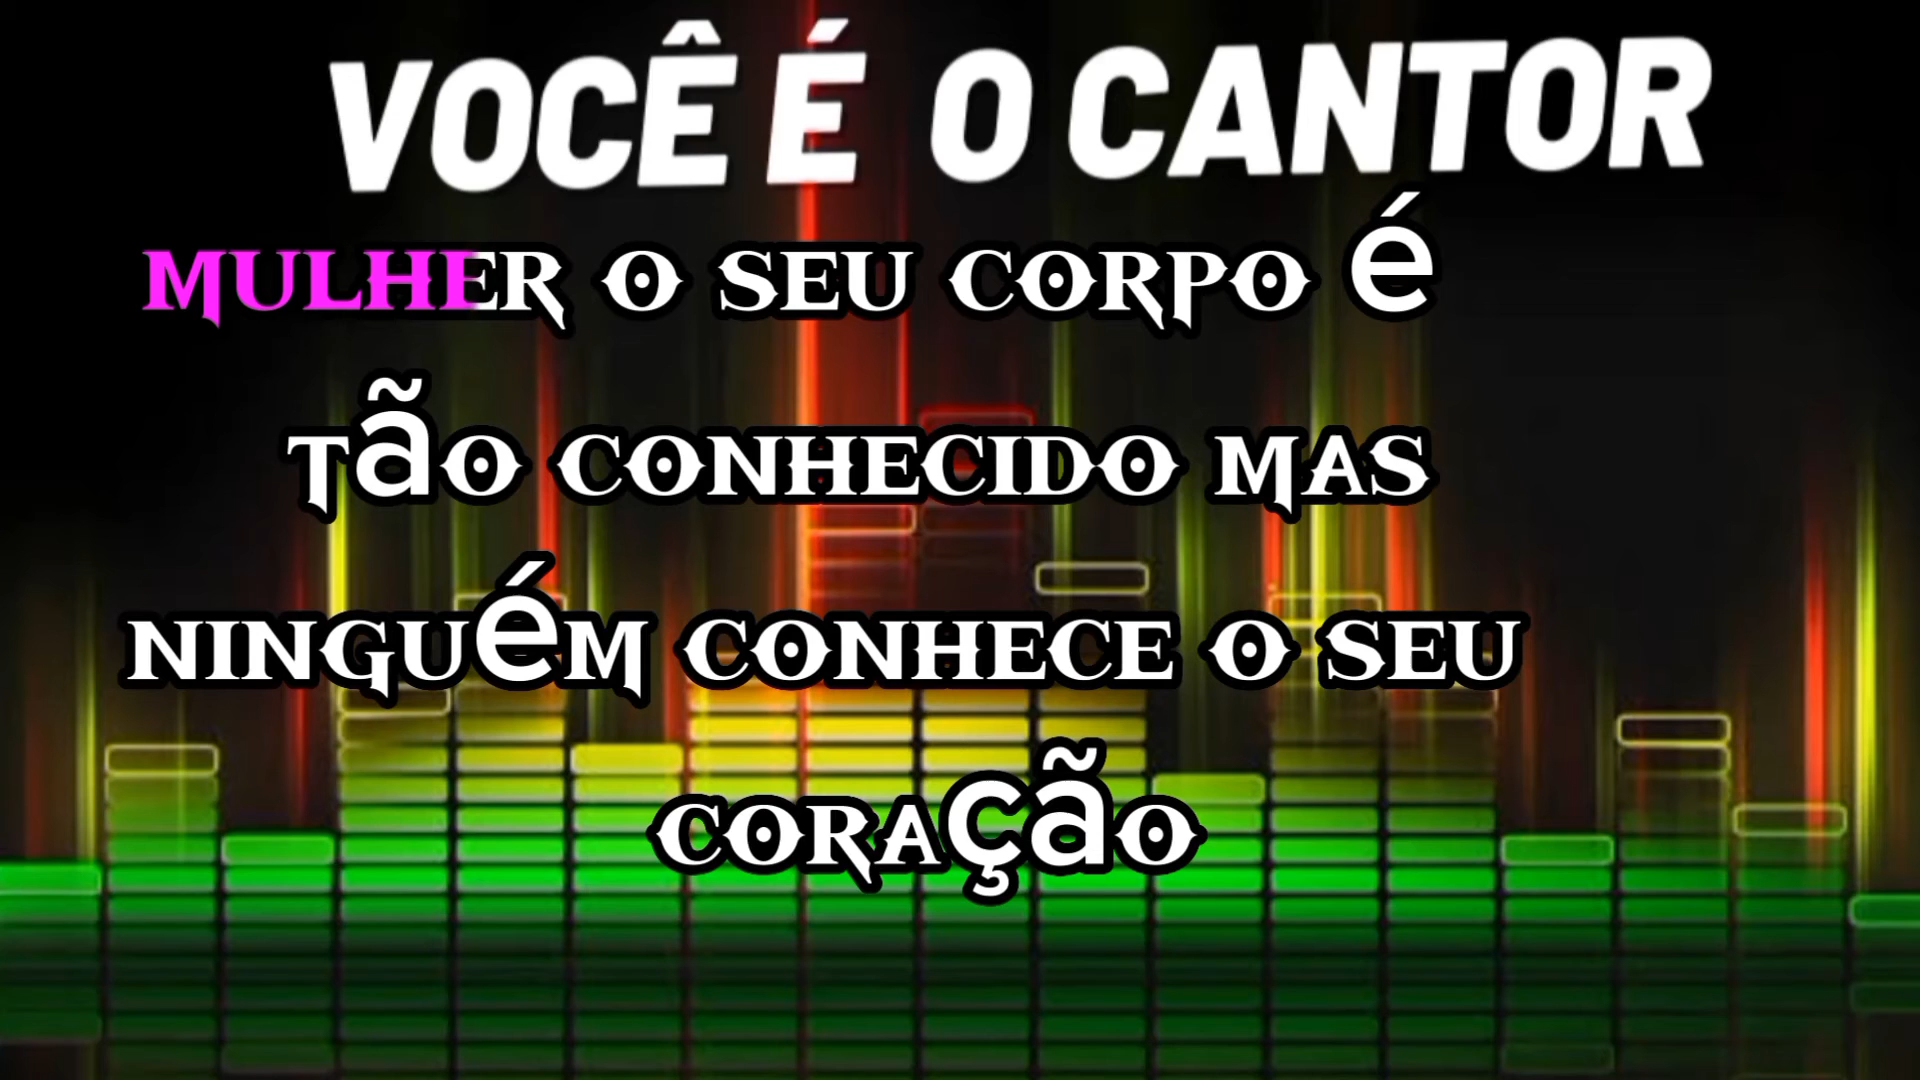 VOCÊ É O CANTOR
MULHER O SEU CORPO é
Tão CONHECIDO MAS
NINGUéM CONHECE O SEU
CORAção